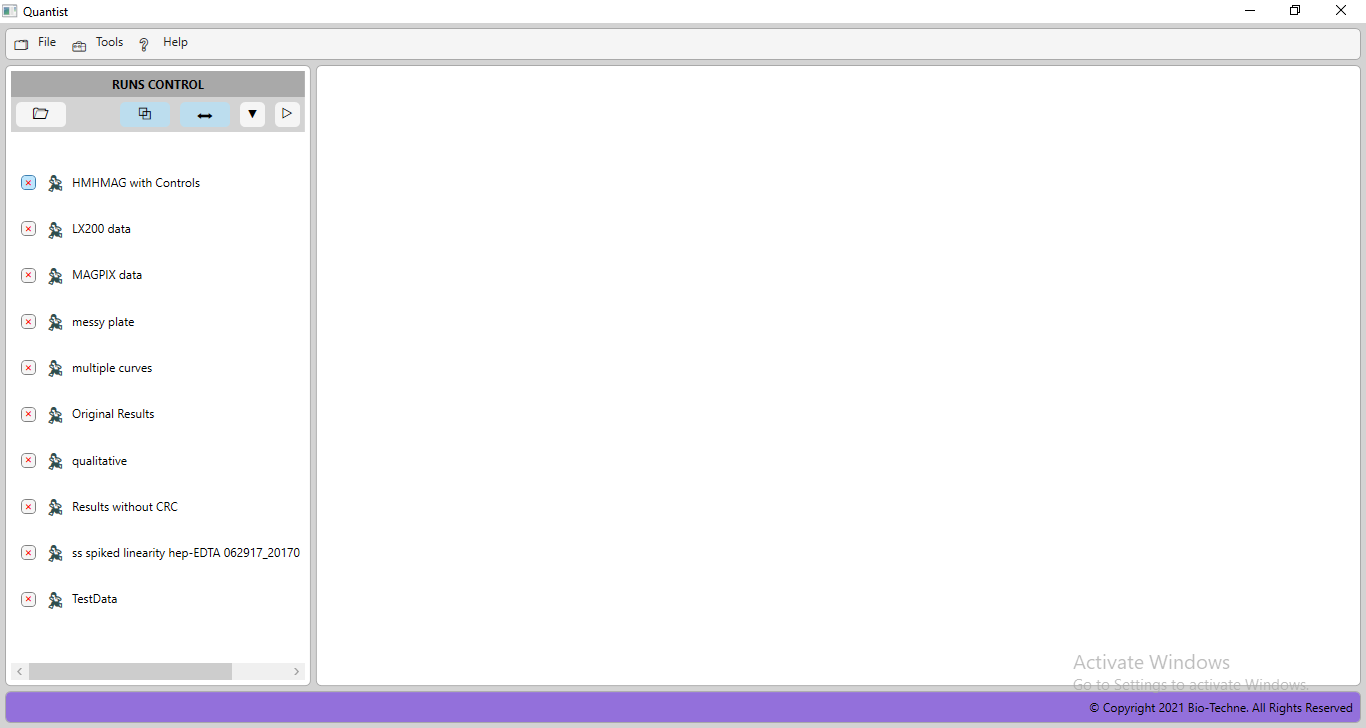 Quantist
File Tools Help
RUNS CONTROL
HMHMAG with Controls
LX200 data
MAGPIX data
messy plate
multiple curves
Original Results
qualitative
Results without CRC
ss spiked linearity hep-EDTA 062917_20170
TestData
Activate Windows
Go to Settings to activate Windows.
© Copyright 2021 Bio-Techne. All Rights Reserved